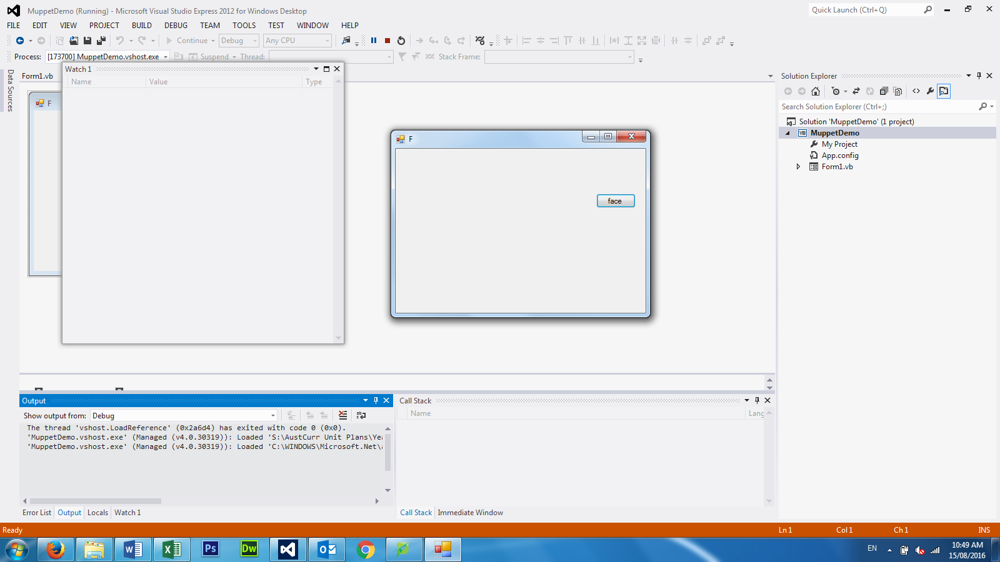 MuppetDemo (Running) - Microsoft Visual Studio Express 2012 for Windows Desktop
Quick Launch (Ctrl+Q)
FILE EDIT VIEW PROJECT BUILD DEBUG TEAM TOOLS TEST WINDOW HELP
Continue Debug Any CPU
Process: [173700] MuppetDemo.vshost.exe Suspend Thread: Stack Frame:
Data Sources
Form1.vb
Watch 1
Name Value Type
F
F
face
Solution Explorer
Search Solution Explorer (Ctrl+;)
Solution 'MuppetDemo' (1 project)
VB MuppetDemo
My Project
App.config
Form1.vb
Output
Show output from: Debug
The thread 'vshost.LoadReference' (0x2a6d4) has exited with code 0 (0x0).
'MuppetDemo.vshost.exe' (Managed (v4.0.30319)): Loaded 'S:\AustCurr Unit Plans\Yea
'MuppetDemo.vshost.exe' (Managed (v4.0.30319)): Loaded 'C:\WINDOWS\Microsoft.Net\a
Error List Output Locals Watch 1
Call Stack
Name Lang
Call Stack Immediate Window
Ready Ln 1 Col 1 Ch 1 INS
Ps Dw
EN
10:49 AM
15/08/2016